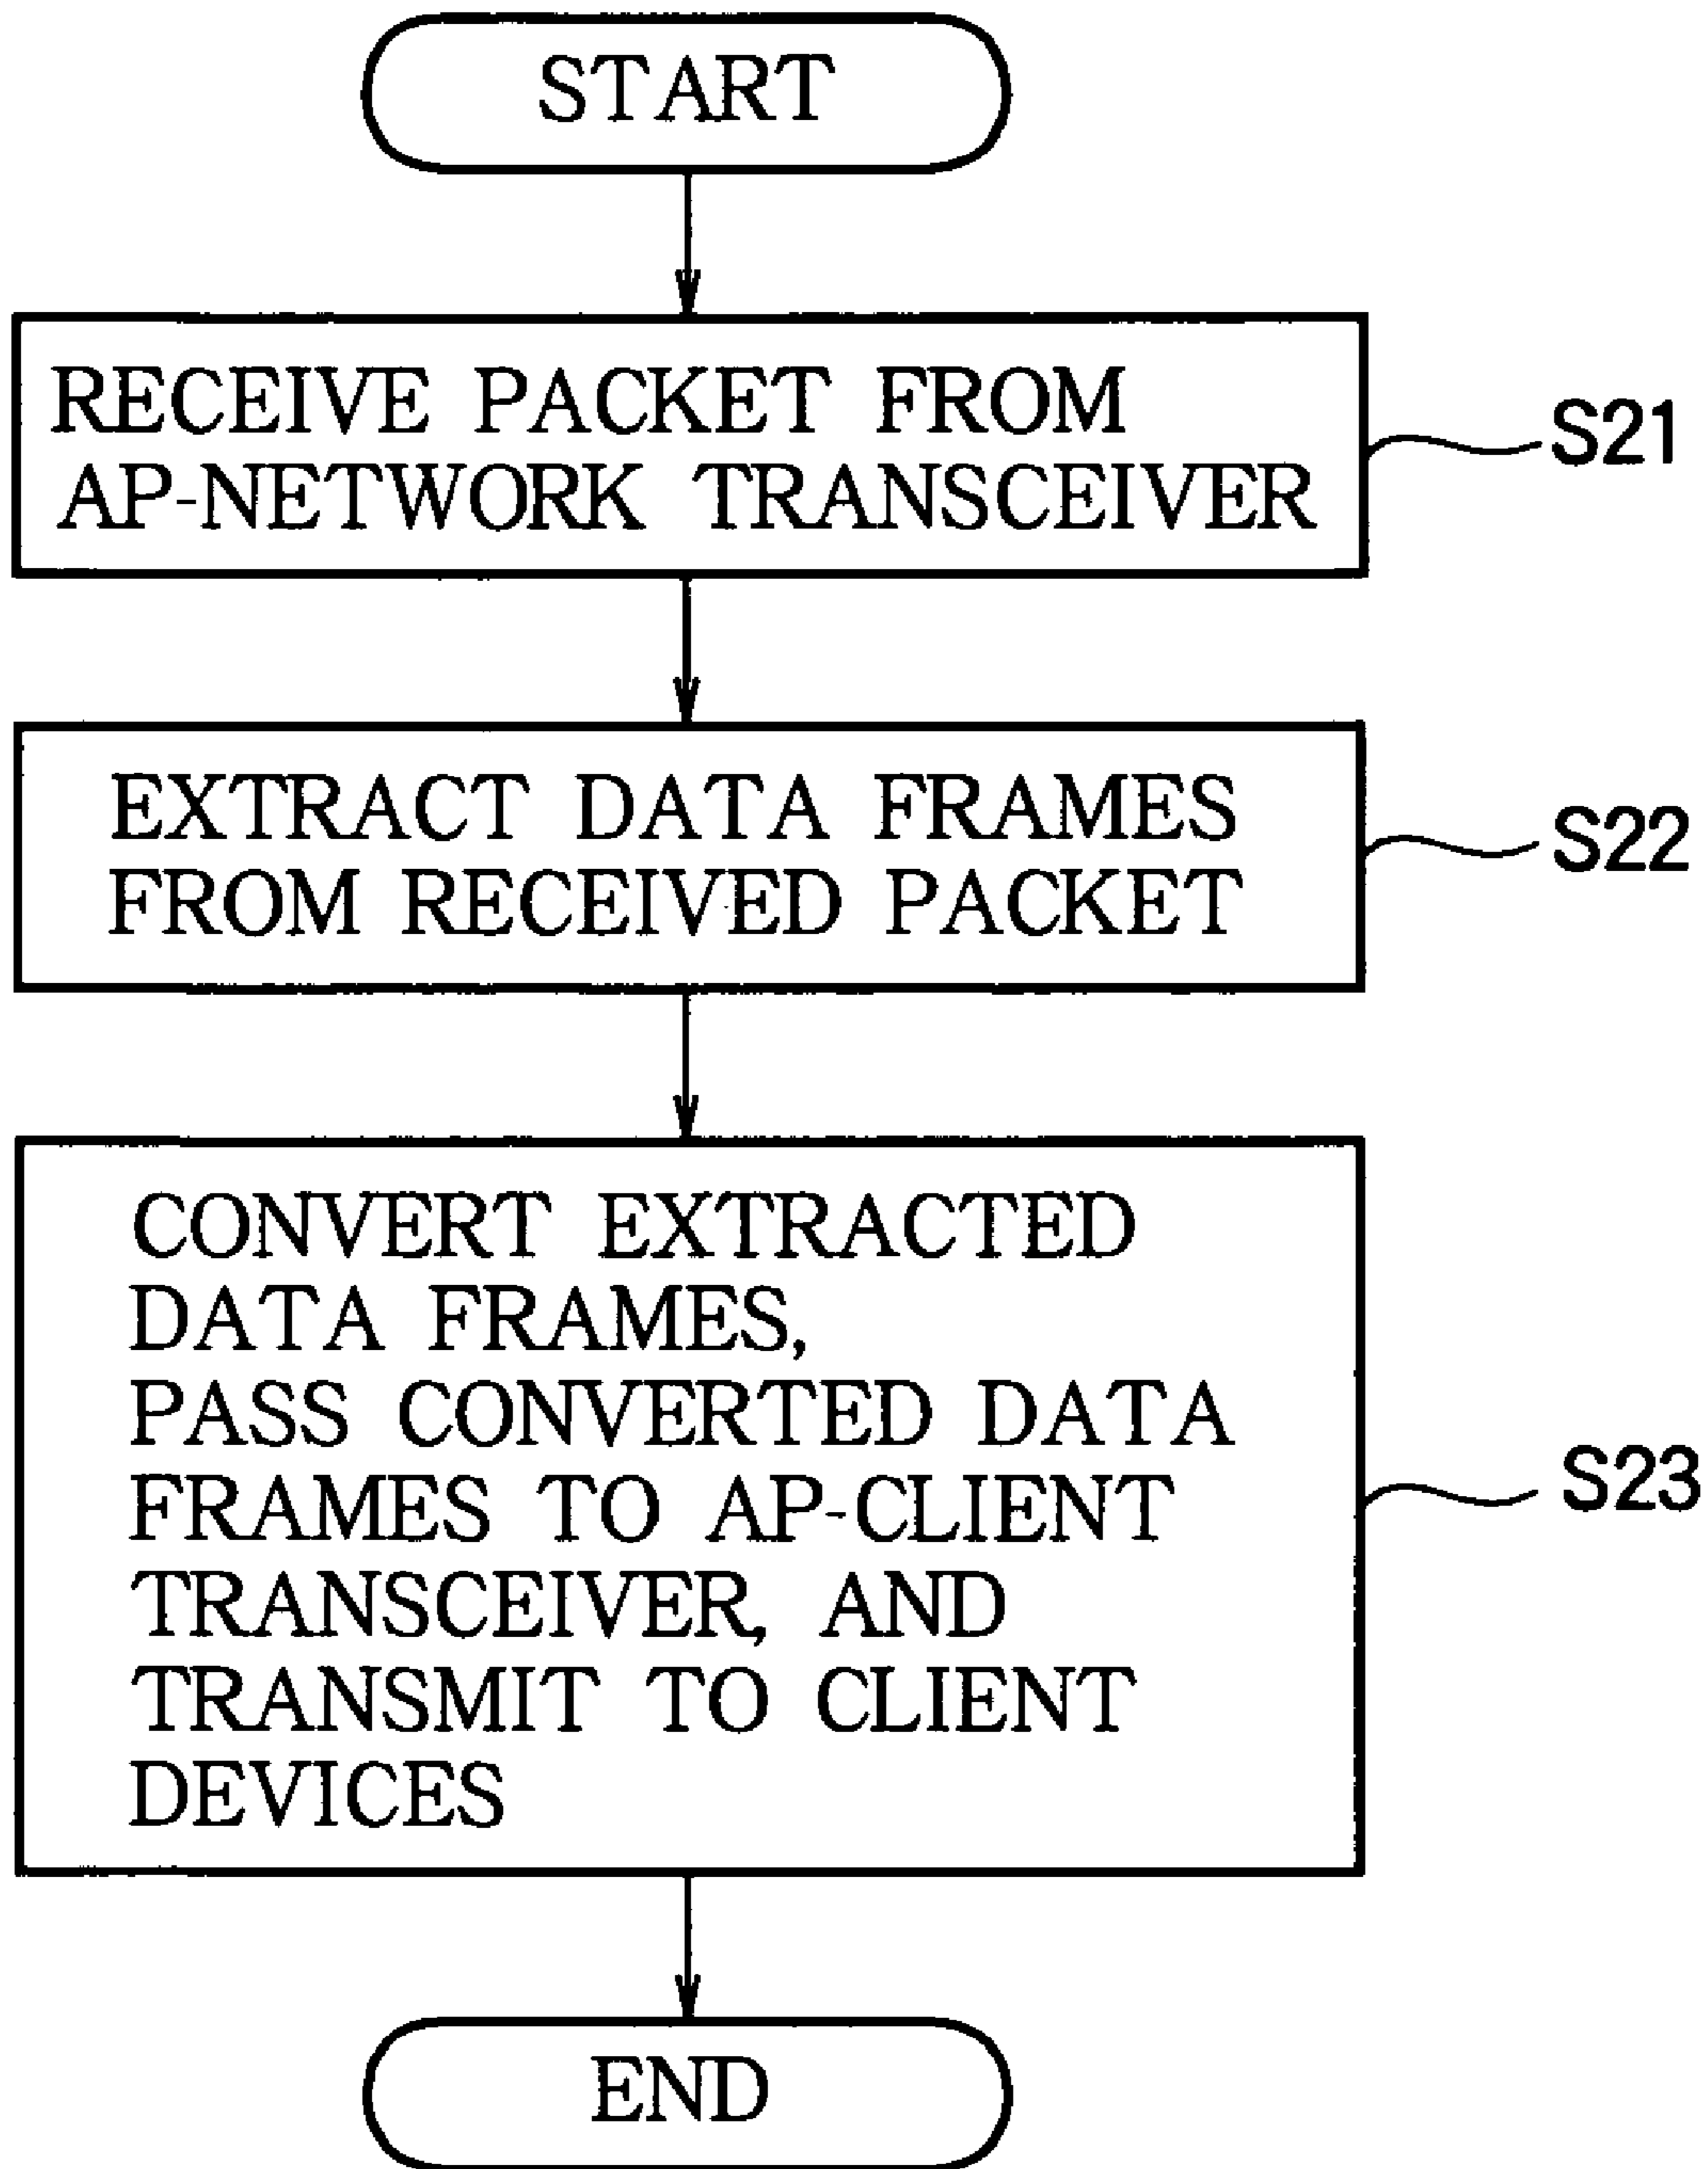 START
RECEIVE PACKET FROM
AP-NETWORK TRANSCEIVER
S21
EXTRACT DATA FRAMES
FROM RECEIVED PACKET
S22
CONVERT EXTRACTED
DATA FRAMES,
PASS CONVERTED DATA
FRAMES TO AP-CLIENT
TRANSCEIVER, AND
TRANSMIT TO CLIENT
DEVICES
S23
END